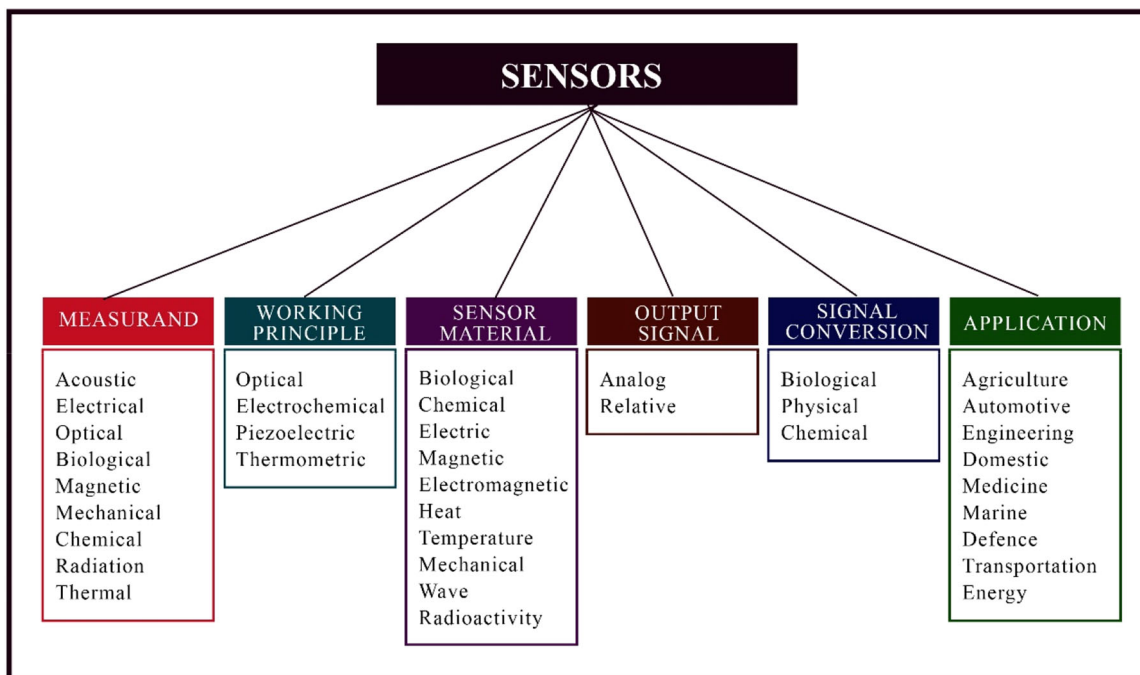 SENSORS
MEASURAND
Acoustic
Electrical
Optical
Biological
Magnetic
Mechanical
Chemical
Radiation
Thermal
WORKING
PRINCIPLE
Optical
Electrochemical
Piezoelectric
Thermometric
SENSOR
MATERIAL
Biological
Chemical
Electric
Magnetic
Electromagnetic
Heat
Temperature
Mechanical
Wave
Radioactivity
OUTPUT
SIGNAL
Analog
Relative
SIGNAL
CONVERSION
Biological
Physical
Chemical
APPLICATION
Agriculture
Automotive
Engineering
Domestic
Medicine
Marine
Defence
Transportation
Energy